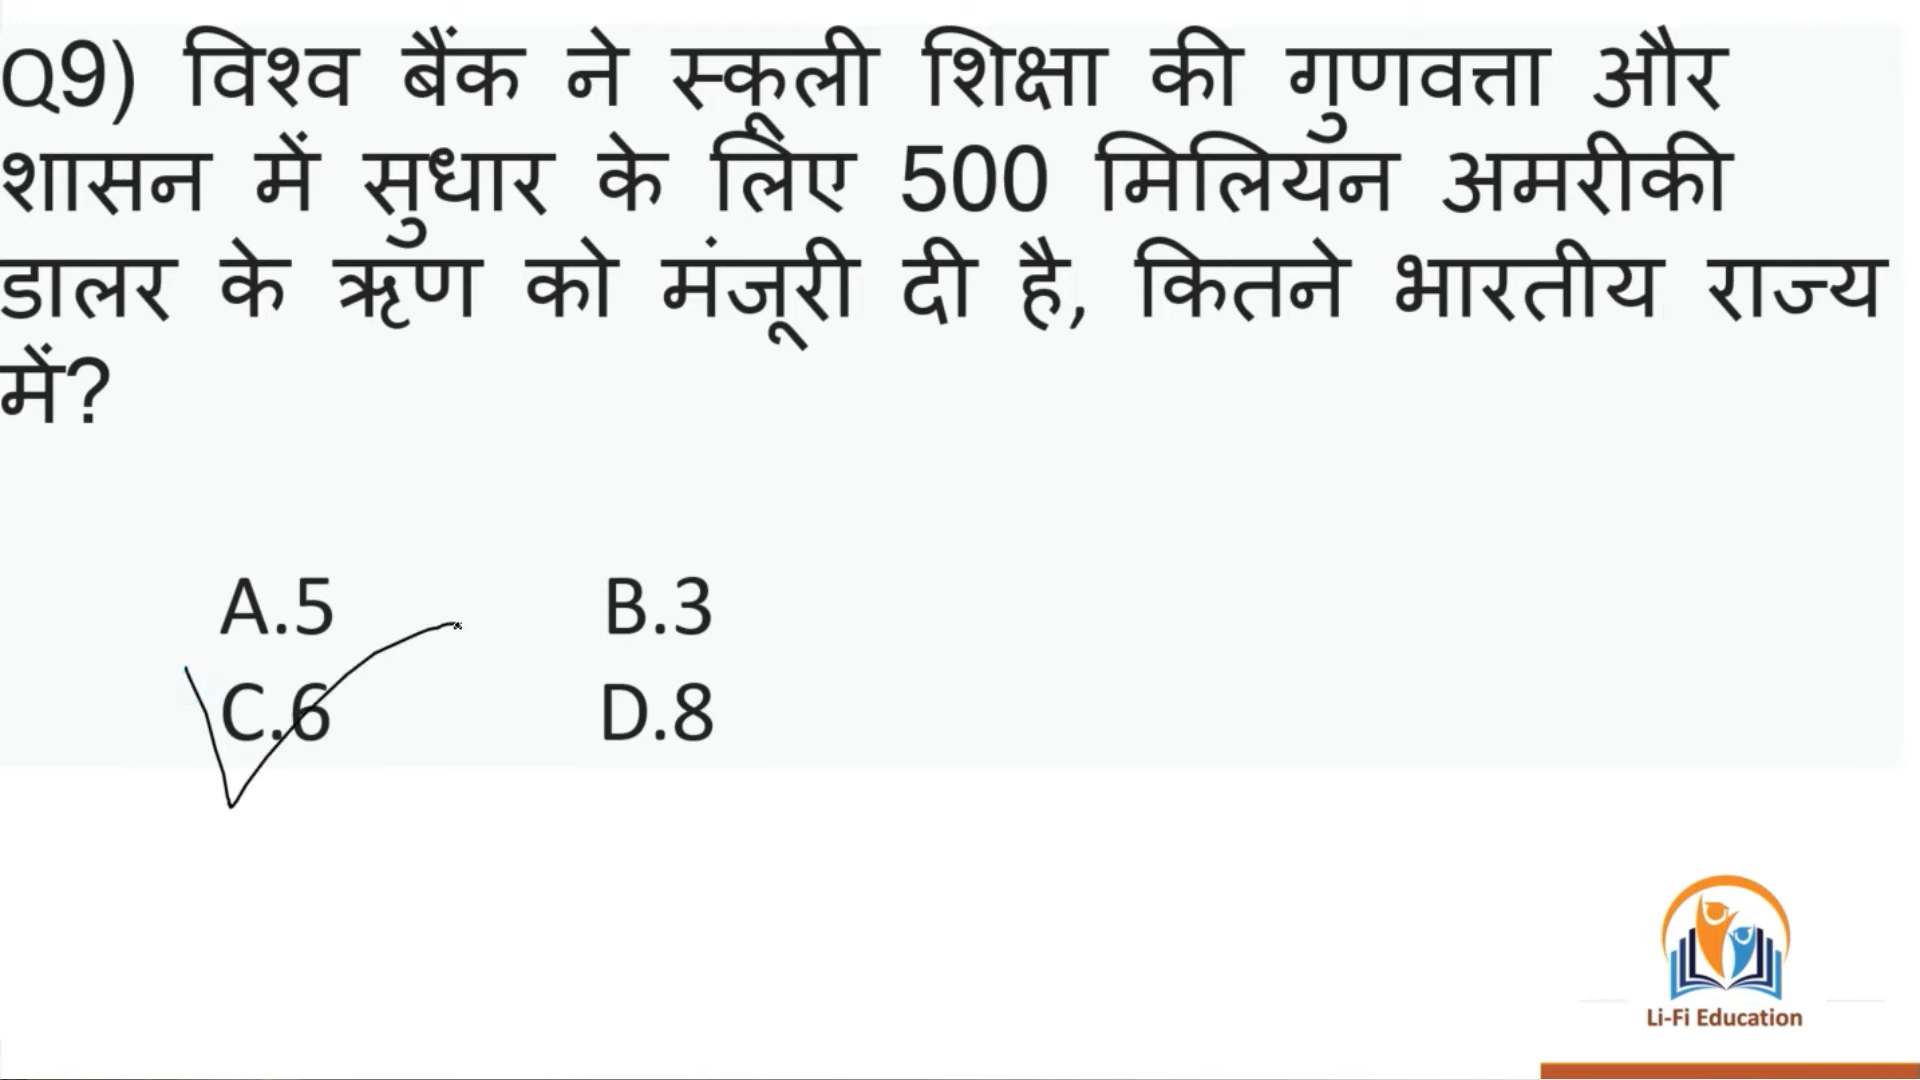 Q9) विश्व बैंक ने स्कूली शिक्षा की गुणवत्ता और
शासन में सुधार के लिए 500 मिलियन अमरीकी
डालर के ऋण को मंजूरी दी है, कितने भारतीय राज्य
में?
A.5 B.3
C.6 D.8
Li-Fi Education